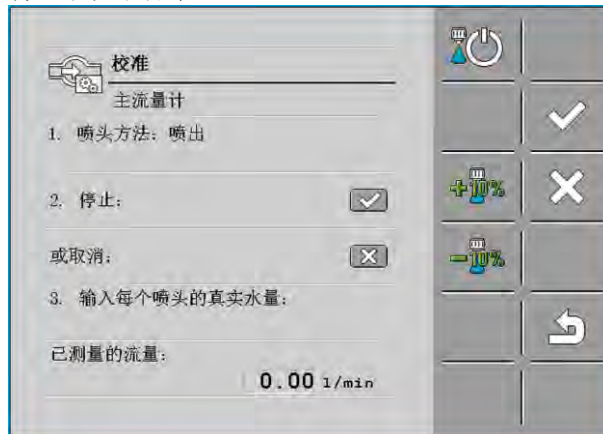 校准
主流量计
1. 喷头方法：喷出
2. 停止：
或取消：
3. 输入每个喷头的真实水量：
已测量的流量：
0.00 l/min
+10%
-10%